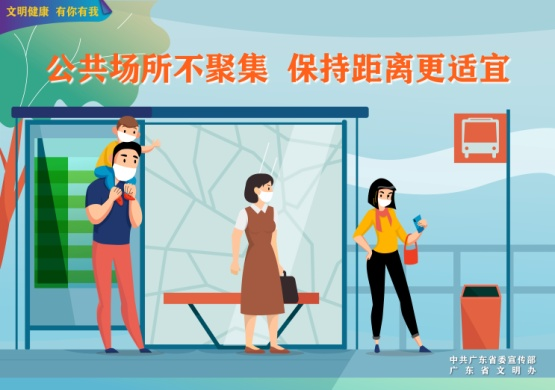 文明健康 有你有我
公共场所不聚集 保持距离更适宜
中共广东省委宣传部
广东省文明办